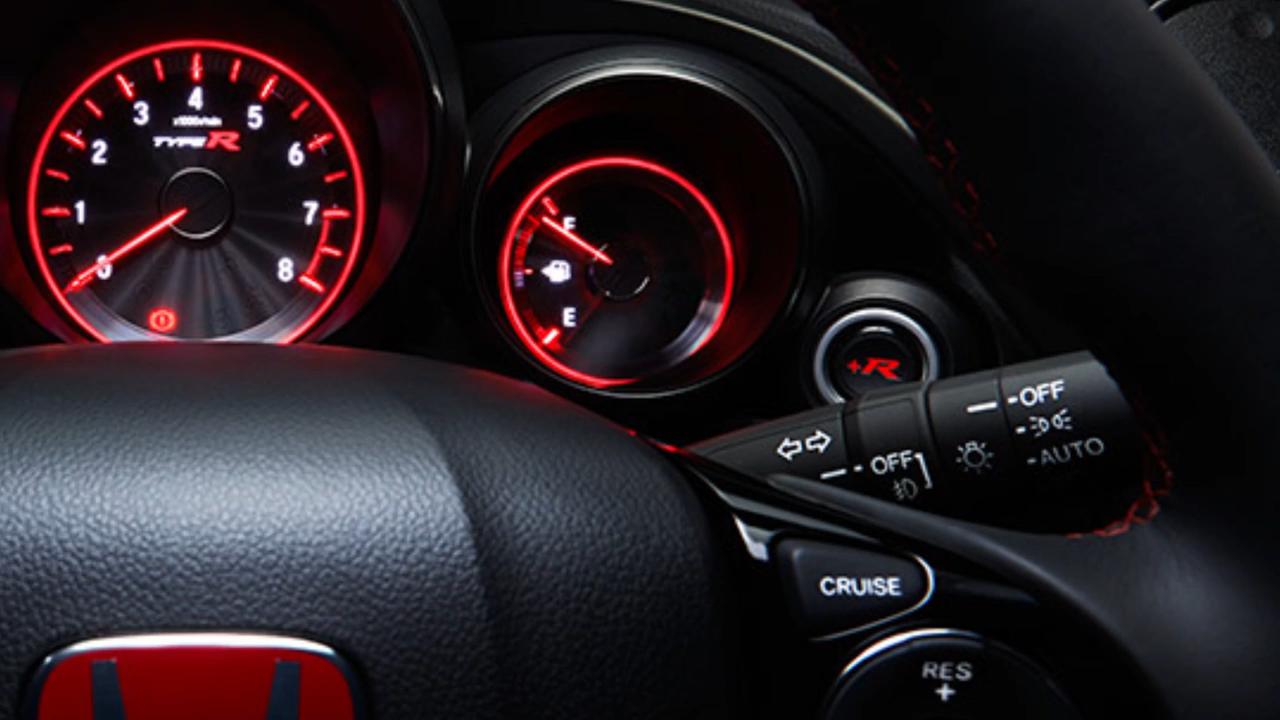 0
1
2
3
4
5
6
7
8
x1000r/min
TYPE R
F
E
+R
OFF
OFF
AUTO
CRUISE
RES
+